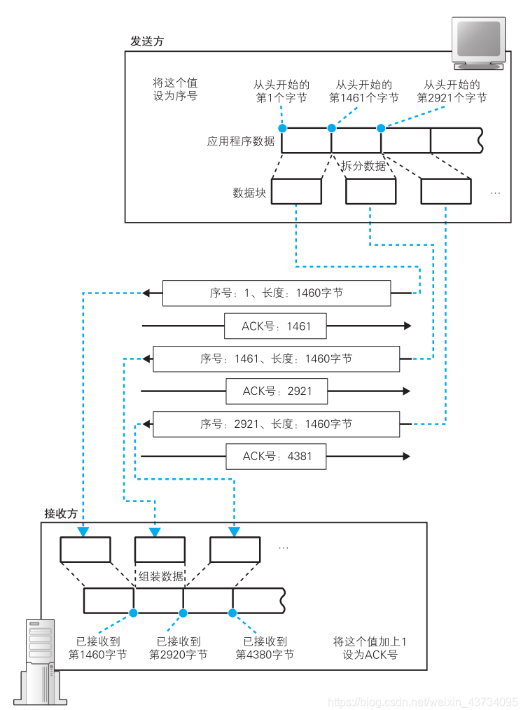 发送方
将这个值
设为序号
从头开始的
第1个字节
从头开始的
第1461个字节
从头开始的
第2921个字节
应用程序数据
拆分数据
数据块
…
序号：1、长度：1460字节
ACK号：1461
序号：1461、长度：1460字节
ACK号：2921
序号：2921、长度：1460字节
ACK号：4381
接收方
…
组装数据
已接收到
第1460字节
已接收到
第2920字节
已接收到
第4380字节
将这个值加上1
设为ACK号
https://blog.csdn.net/weixin_43734095